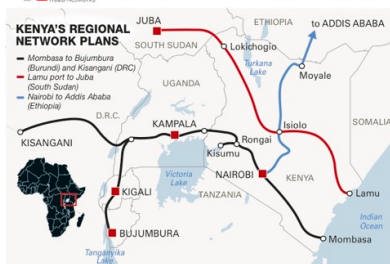 KENYA'S REGIONAL
NETWORK PLANS
Mombasa to Bujumbura
(Burundi) and Kisangani (DRC)
Lamu port to Juba
(South Sudan)
Nairobi to Addis Ababa
(Ethiopia)
JUBA
SOUTH SUDAN
ETHIOPIA
to ADDIS ABABA
Lokichogio
Turkana
Lake
Moyale
UGANDA
SOMALIA
D.R.C.
KAMPALA
Isiolo
Rongai
KISANGANI
Kisumu
NAIROBI
KENYA
Victoria
Lake
KIGALI
TANZANIA
Lamu
Indian
Ocean
BUJUMBURA
Mombasa
Tanganyika
Lake